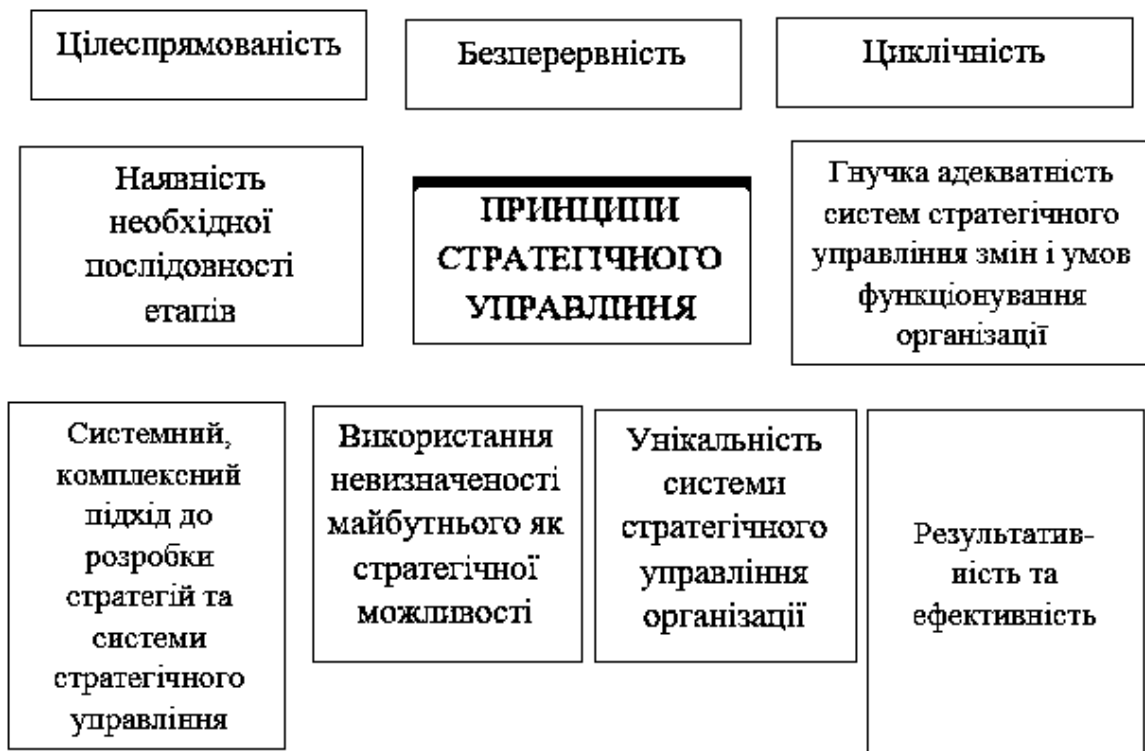 Цілеспрямованість
Безперервність
Циклічність
Наявність
необхідної
послідовності
етапів
ПРИНЦИПИ
СТРАТЕГІЧНОГО
УПРАВЛІННЯ
Гнучка адекватність
систем стратегічного
управління змін і умов
функціонування
організації
Системний,
комплексний
підхід до
розробки
стратегій та
системи
стратегічного
управління
Використання
невизначеності
майбутнього як
стратегічної
можливості
Унікальність
системи
стратегічного
управління
організації
Результатив-
ність та
ефективність